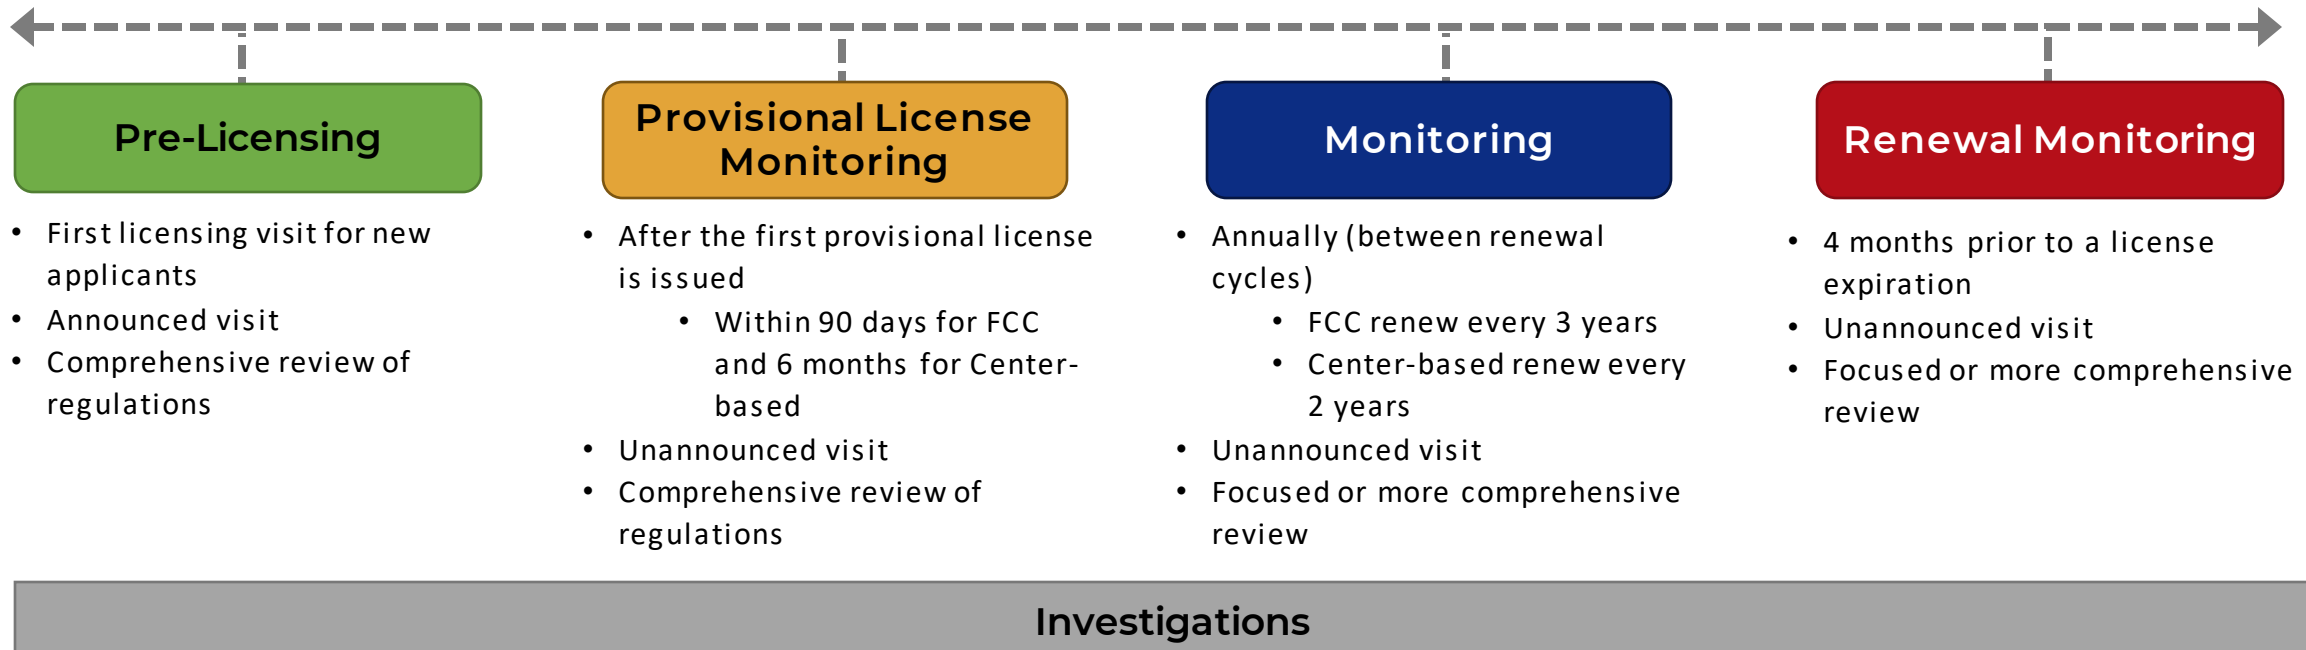 Pre-Licensing
• First licensing visit for new
applicants
• Announced visit
• Comprehensive review of
regulations
Provisional License
Monitoring
• After the first provisional license
is issued
• Within 90 days for FCC
and 6 months for Center-
based
• Unannounced visit
• Comprehensive review of
regulations
Monitoring
• Annually (between renewal
cycles)
• FCC renew every 3 years
• Center-based renew every
2 years
• Unannounced visit
• Focused or more comprehensive
review
Renewal Monitoring
• 4 months prior to a license
expiration
• Unannounced visit
• Focused or more comprehensive
review
Investigations